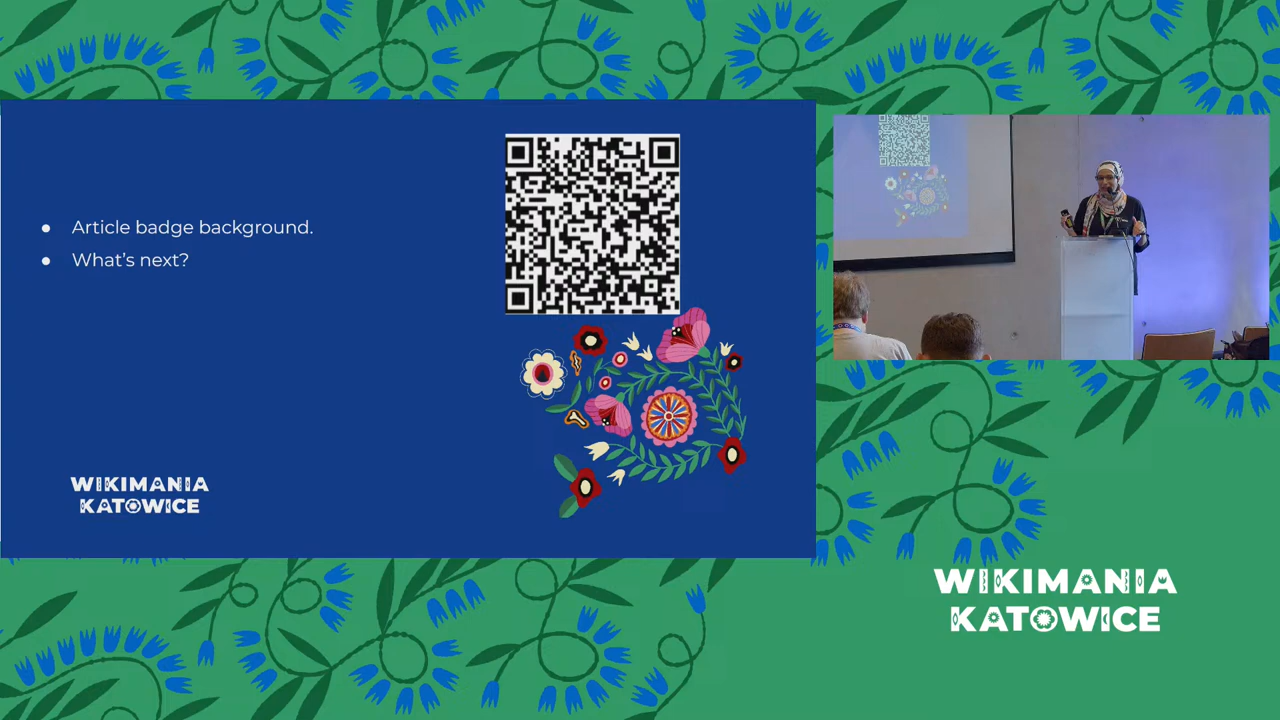 Article badge background.
What's next?
WIKIMANIA
KATOWICE
WIKIMANIA
KATOWICE